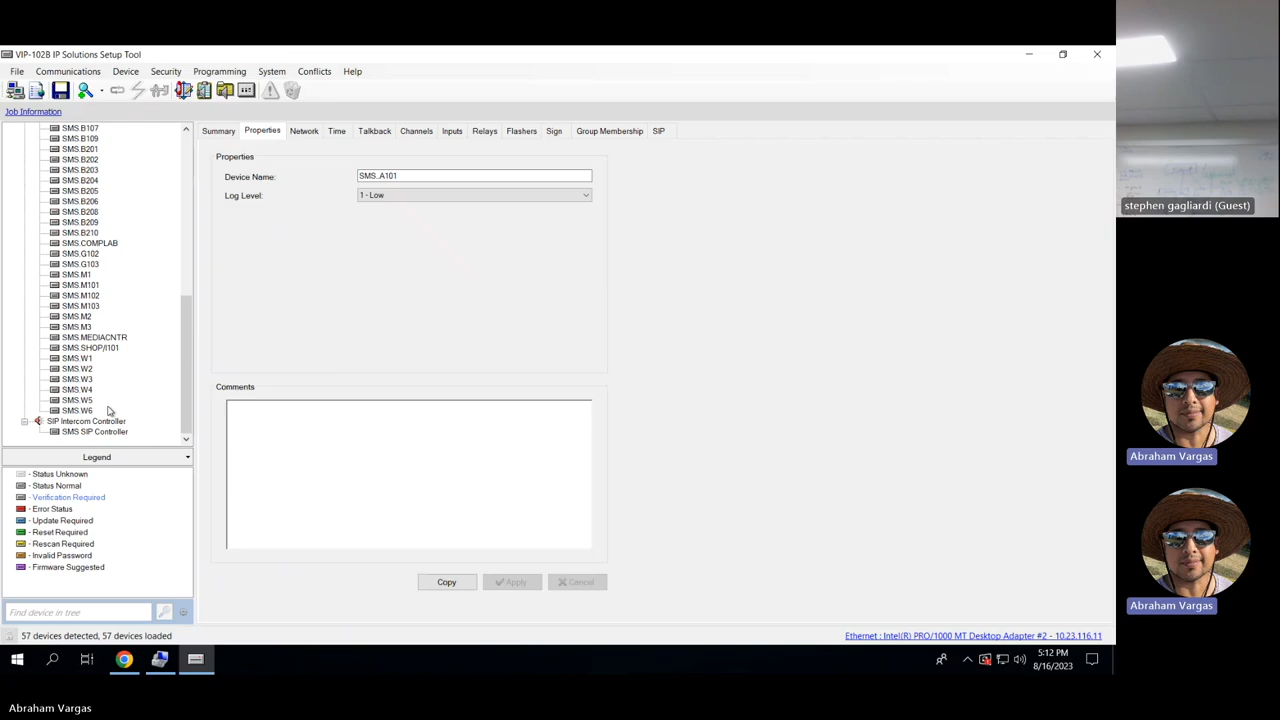 VIP-102B IP Solutions Setup Tool
File Communications Device Security Programming System Conflicts Help
Job Information
SMS.B107
SMS.B109
SMS.B201
SMS.B202
SMS.B203
SMS.B204
SMS.B205
SMS.B206
SMS.B208
SMS.B209
SMS.B210
SMS.COMPLAB
SMS.G102
SMS.G103
SMS.M1
SMS.M101
SMS.M102
SMS.M103
SMS.M2
SMS.M3
SMS.MEDIACNTR
SMS.SHOP/I101
SMS.W1
SMS.W2
SMS.W3
SMS.W4
SMS.W5
SMS.W6
SIP Intercom Controller
SMS SIP Controller
Legend
- Status Unknown
- Status Normal
- Verification Required
- Error Status
- Update Required
- Reset Required
- Rescan Required
- Invalid Password
- Firmware Suggested
Find device in tree
57 devices detected, 57 devices loaded
Summary Properties Network Time Talkback Channels Inputs Relays Flashers Sign Group Membership SIP
Properties
Device Name: SMS..A101
Log Level: 1 - Low
Comments
Copy Apply Cancel
Ethernet : Intel(R) PRO/1000 MT Desktop Adapter #2 - 10.23.116.11
5:12 PM
8/16/2023
stephen gagliardi (Guest)
Abraham Vargas
Abraham Vargas
Abraham Vargas